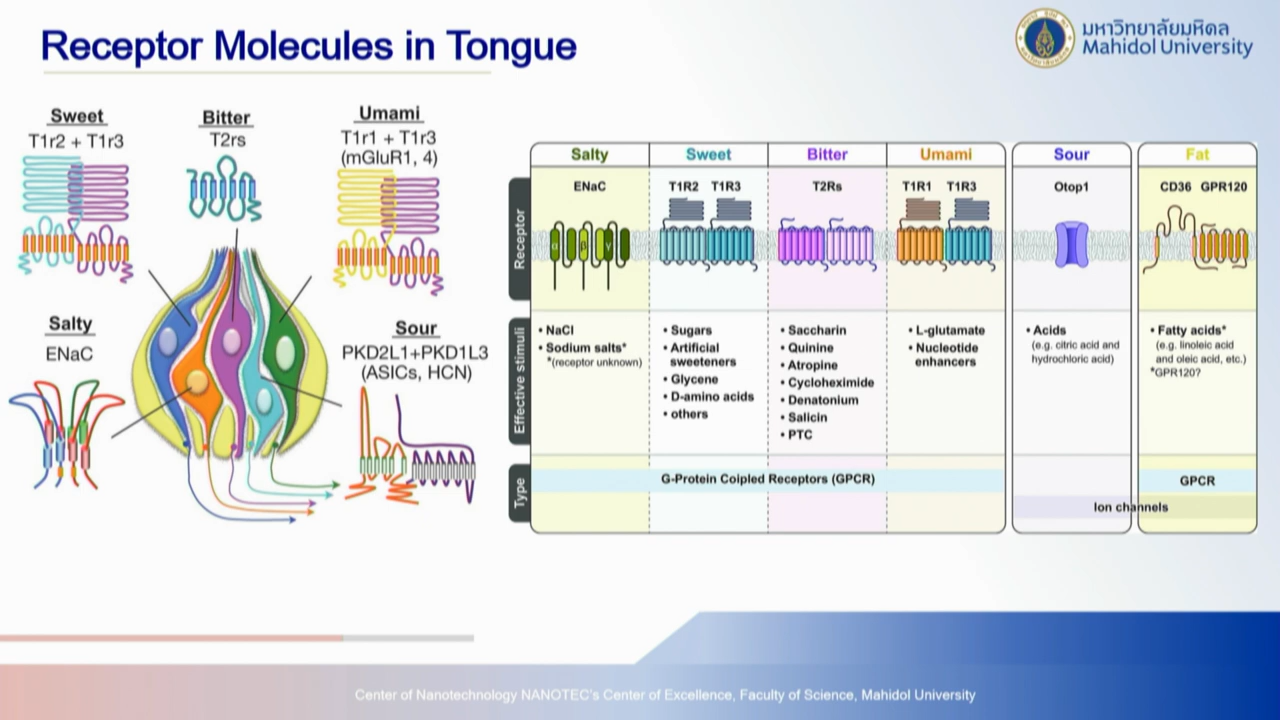 Receptor Molecules in Tongue
มหาวิทยาลัยมหิดล
Mahidol University
Sweet
T1r2 + T1r3
Bitter
T2rs
Umami
T1r1 + T1r3
(mGluR1, 4)
Salty
ENaC
Sour
PKD2L1+PKD1L3
(ASICs, HCN)
Salty
Sweet
Bitter
Umami
Sour
Fat
Receptor
ENaC
α
β
γ
T1R2 T1R3
T2Rs
T1R1 T1R3
Otop1
CD36 GPR120
Effective stimuli
• NaCl
• Sodium salts*
*(receptor unknown)
• Sugars
• Artificial
sweeteners
• Glycene
• D-amino acids
• others
• Saccharin
• Quinine
• Atropine
• Cycloheximide
• Denatonium
• Salicin
• PTC
• L-glutamate
• Nucleotide
enhancers
• Acids
(e.g. citric acid and
hydrochloric acid)
• Fatty acids*
(e.g. linoleic acid
and oleic acid, etc.)
*GPR120?
Type
G-Protein Coipled Receptors (GPCR)
GPCR
Ion channels
Center of Nanotechnology NANOTEC's Center of Excellence, Faculty of Science, Mahidol University